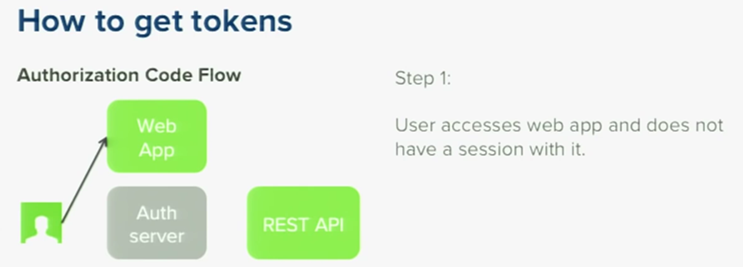 How to get tokens
Authorization Code Flow
Step 1:
Web
App
User accesses web app and does not
have a session with it.
Auth
server
REST API